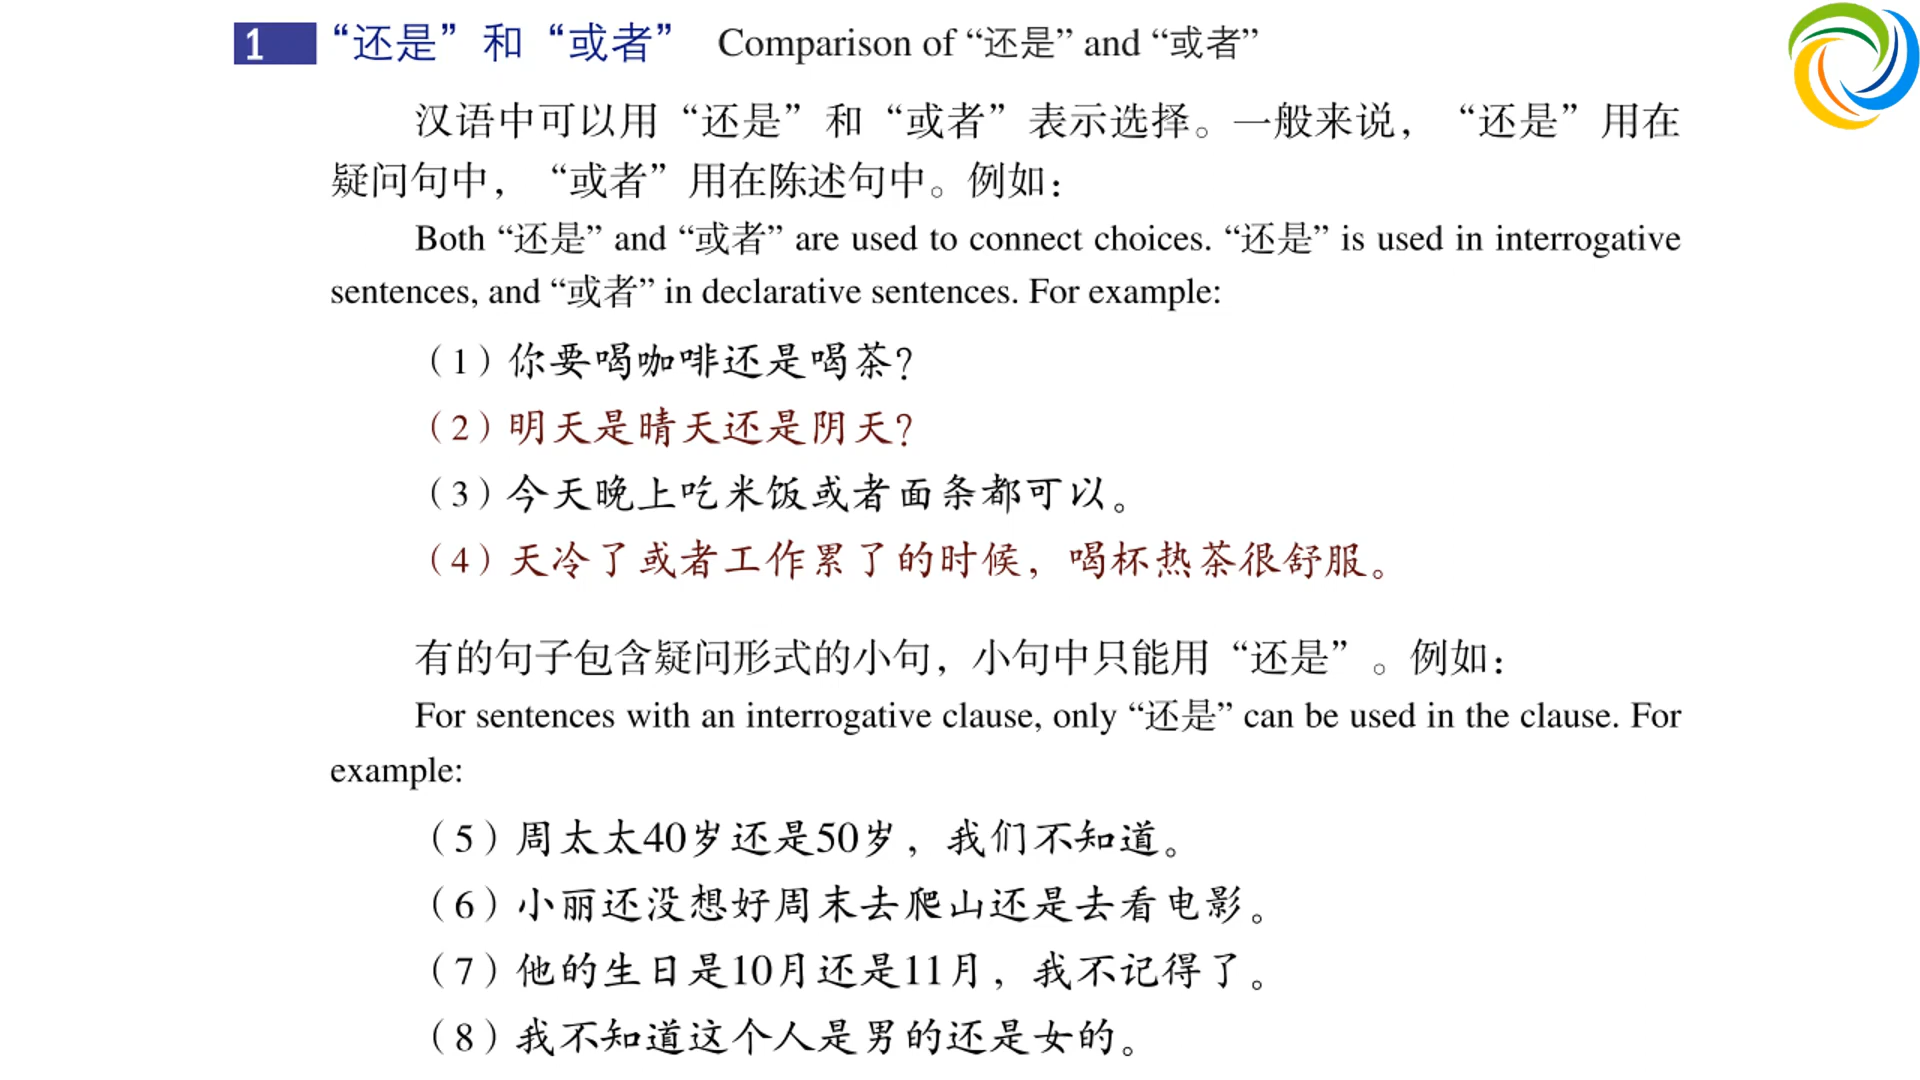 1 “还是”和“或者” Comparison of “还是” and “或者”
汉语中可以用“还是”和“或者”表示选择。一般来说，“还是”用在
疑问句中，“或者”用在陈述句中。例如：
Both “还是” and “或者” are used to connect choices. “还是” is used in interrogative
sentences, and “或者” in declarative sentences. For example:
（1）你要喝咖啡还是喝茶？
（2）明天是晴天还是阴天？
（3）今天晚上吃米饭或者面条都可以。
（4）天冷了或者工作累了的时候，喝杯热茶很舒服。
有的句子包含疑问形式的小句，小句中只能用“还是”。例如：
For sentences with an interrogative clause, only “还是” can be used in the clause. For
example:
（5）周太太40岁还是50岁，我们不知道。
（6）小丽还没想好周末去爬山还是去看电影。
（7）他的生日是10月还是11月，我不记得了。
（8）我不知道这个人是男的还是女的。